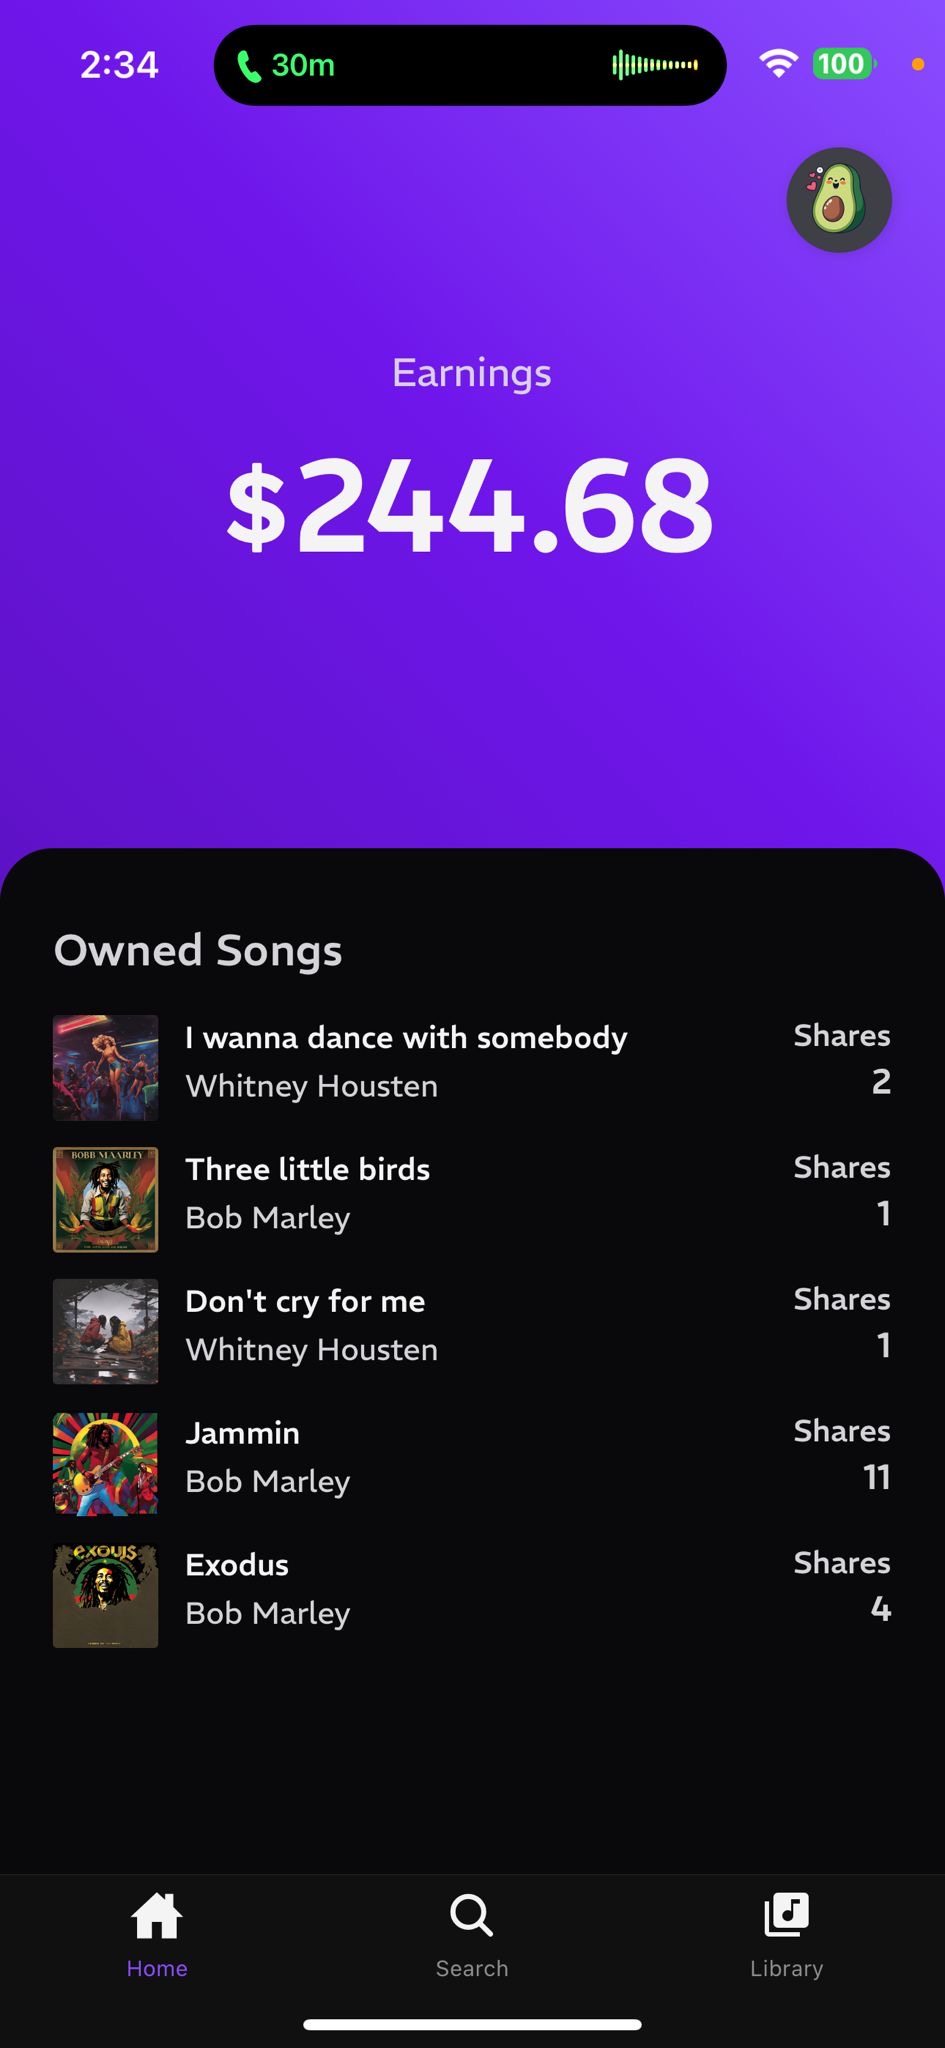 2:34
30m
100
Earnings
$244.68
Owned Songs
I wanna dance with somebody
Whitney Housten
Shares
2
BOBB MAARLEY
Three little birds
Bob Marley
Shares
1
Don't cry for me
Whitney Housten
Shares
1
Jammin
Bob Marley
Shares
11
Exodus
Bob Marley
Shares
4
Home
Search
Library